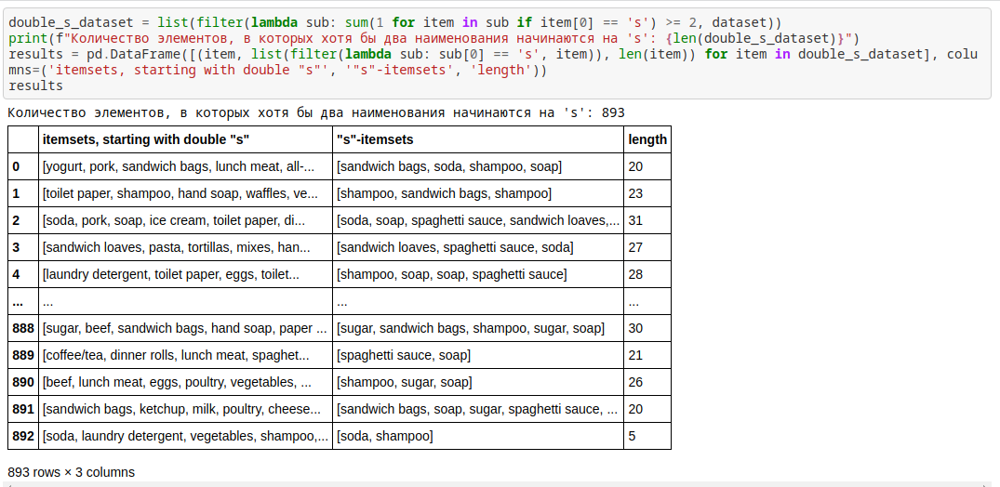 double_s_dataset = list(filter(lambda sub: sum(1 for item in sub if item[0] == 's') >= 2, dataset))
print(f"Количество элементов, в которых хотя бы два наименования начинаются на 's': {len(double_s_dataset)}")
results = pd.DataFrame([(item, list(filter(lambda sub: sub[0] == 's', item)), len(item)) for item in double_s_dataset], colu
mns=('itemsets, starting with double "s"', '"s"-itemsets', 'length'))
results
Количество элементов, в которых хотя бы два наименования начинаются на 's': 893
itemsets, starting with double "s" "s"-itemsets length
0 [yogurt, pork, sandwich bags, lunch meat, all-... [sandwich bags, soda, shampoo, soap] 20
1 [toilet paper, shampoo, hand soap, waffles, ve... [shampoo, sandwich bags, shampoo] 23
2 [soda, pork, soap, ice cream, toilet paper, di... [soda, soap, spaghetti sauce, sandwich loaves,... 31
3 [sandwich loaves, pasta, tortillas, mixes, han... [sandwich loaves, spaghetti sauce, soda] 27
4 [laundry detergent, toilet paper, eggs, toilet... [shampoo, soap, soap, spaghetti sauce] 28
... ... ... ...
888 [sugar, beef, sandwich bags, hand soap, paper ... [sugar, sandwich bags, shampoo, sugar, soap] 30
889 [coffee/tea, dinner rolls, lunch meat, spaghet... [spaghetti sauce, soap] 21
890 [beef, lunch meat, eggs, poultry, vegetables, ... [shampoo, sugar, soap] 26
891 [sandwich bags, ketchup, milk, poultry, cheese... [sandwich bags, soap, sugar, spaghetti sauce, ... 20
892 [soda, laundry detergent, vegetables, shampoo,... [soda, shampoo] 5
893 rows × 3 columns